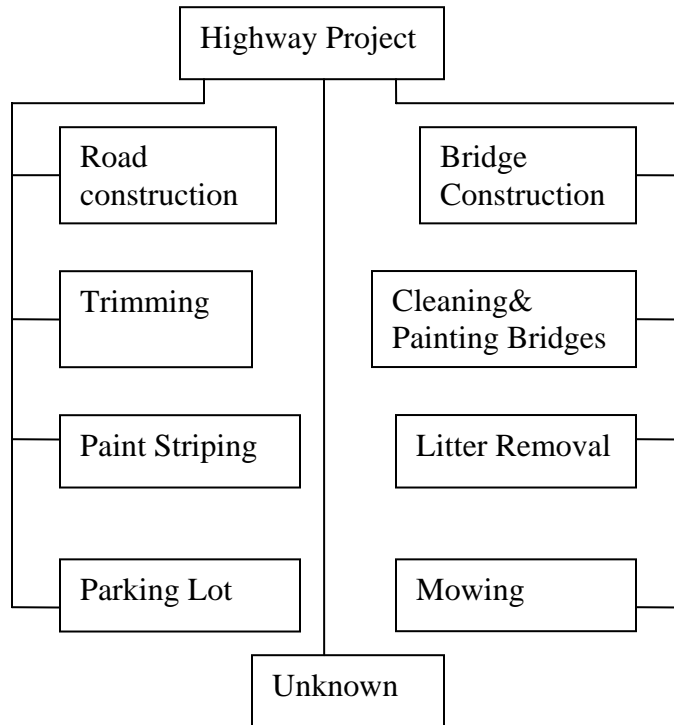 Highway Project
Road
construction
Bridge
Construction
Trimming
Cleaning&
Painting Bridges
Paint Striping
Litter Removal
Parking Lot
Mowing
Unknown